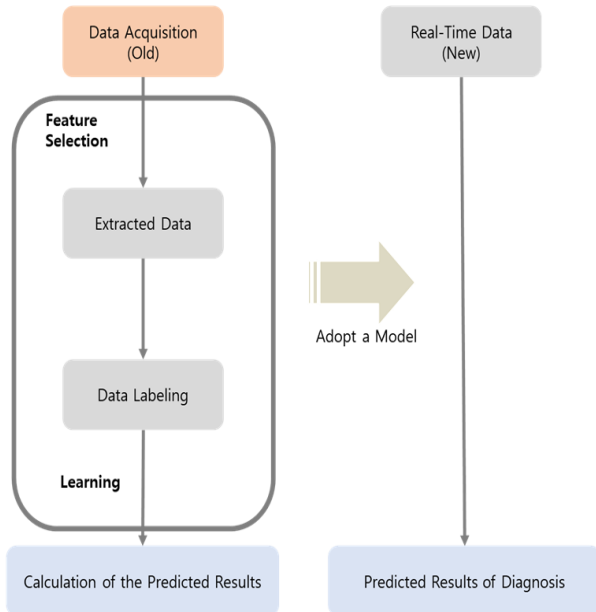 Data Acquisition
(Old)
Real-Time Data
(New)
Feature
Selection
Extracted Data
Adopt a Model
Data Labeling
Learning
Calculation of the Predicted Results
Predicted Results of Diagnosis